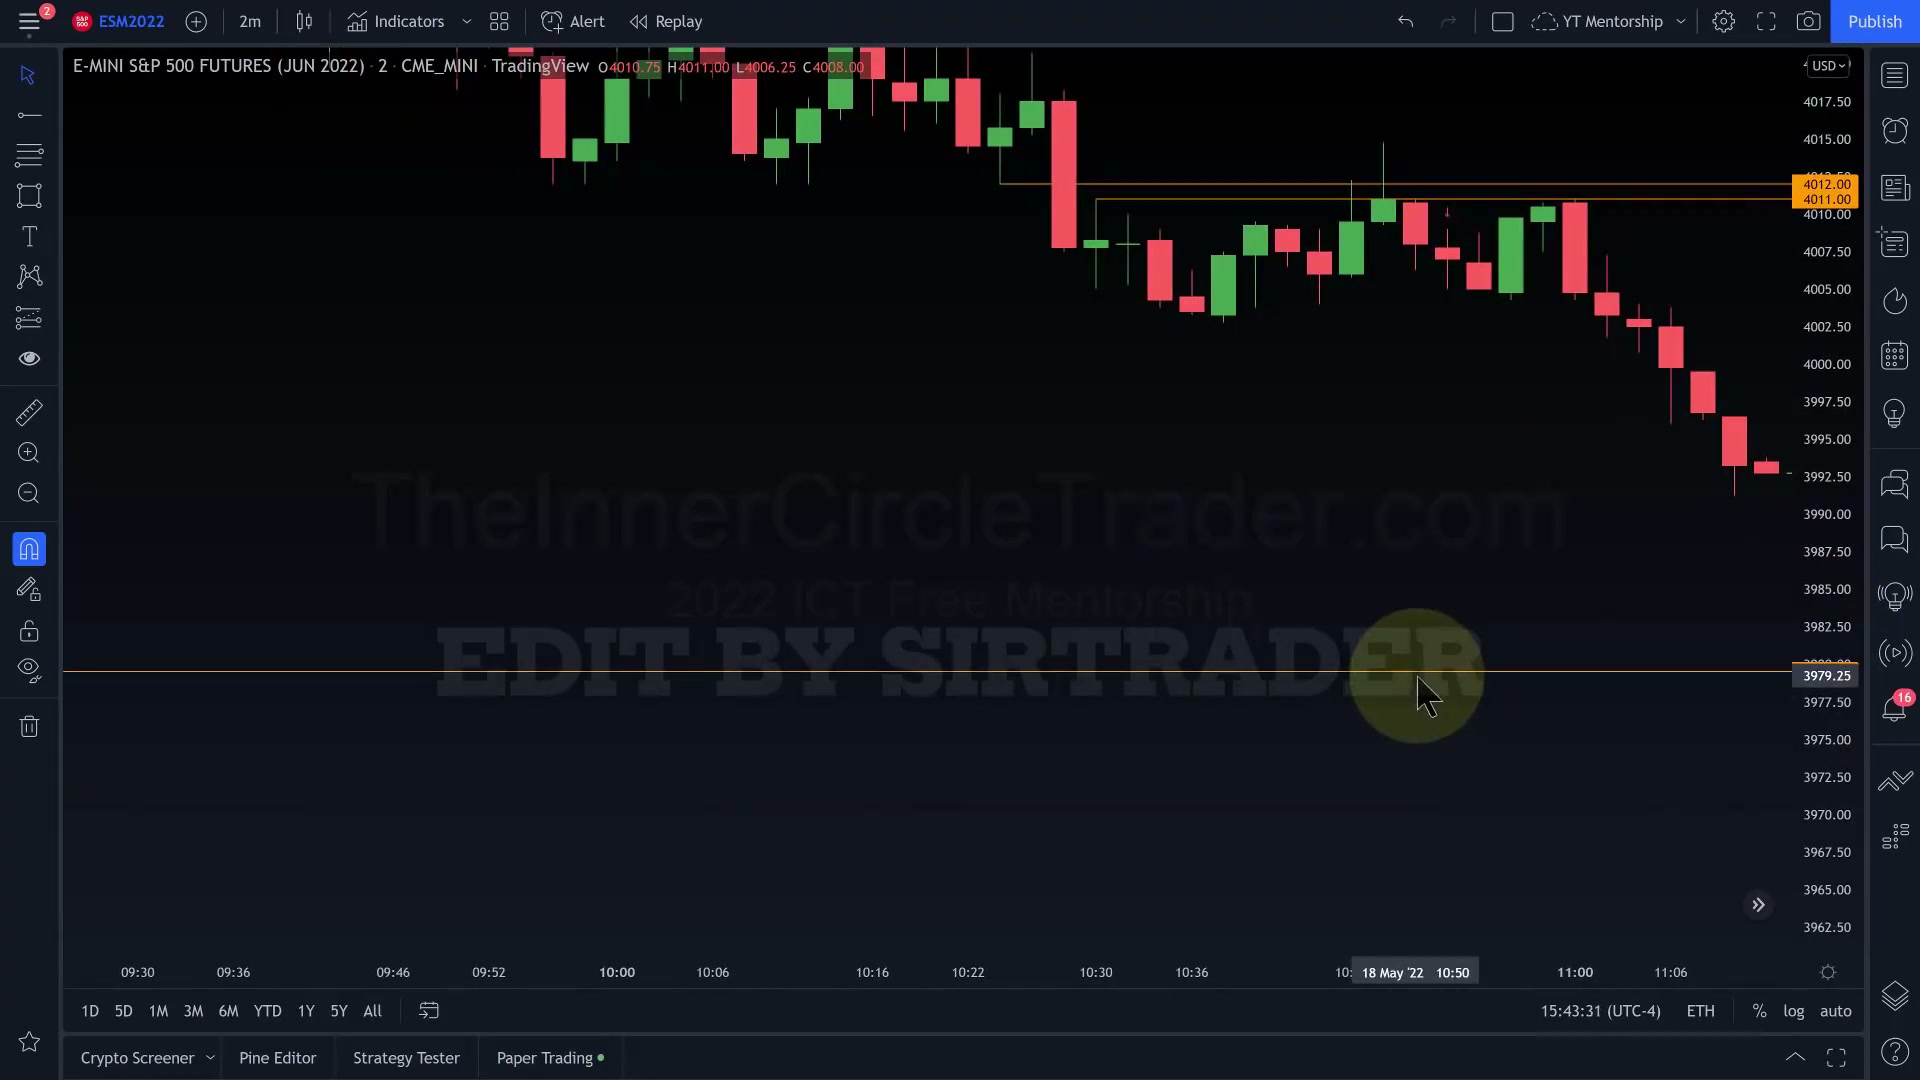 2 S&P 500 ESM2022 2m Indicators Alert Replay YT Mentorship Publish
E-MINI S&P 500 FUTURES (JUN 2022) · 2 · CME_MINI · TradingView O4010.75 H4011.00 L4006.25 C4008.00
USD
4017.50
4015.00
4012.00
4011.00
4010.00
4007.50
4005.00
4002.50
4000.00
3997.50
3995.00
3992.50
3990.00
3987.50
3985.00
3982.50
3979.25
3977.50
3975.00
3972.50
3970.00
3967.50
3965.00
3962.50
TheInnerCircleTrader.com
2022 ICT Free Mentorship
EDIT BY SIRTRADER
16
09:30 09:36 09:46 09:52 10:00 10:06 10:16 10:22 10:30 10:36 18 May '22 10:50 11:00 11:06
1D 5D 1M 3M 6M YTD 1Y 5Y All 15:43:31 (UTC-4) ETH % log auto
Crypto Screener Pine Editor Strategy Tester Paper Trading